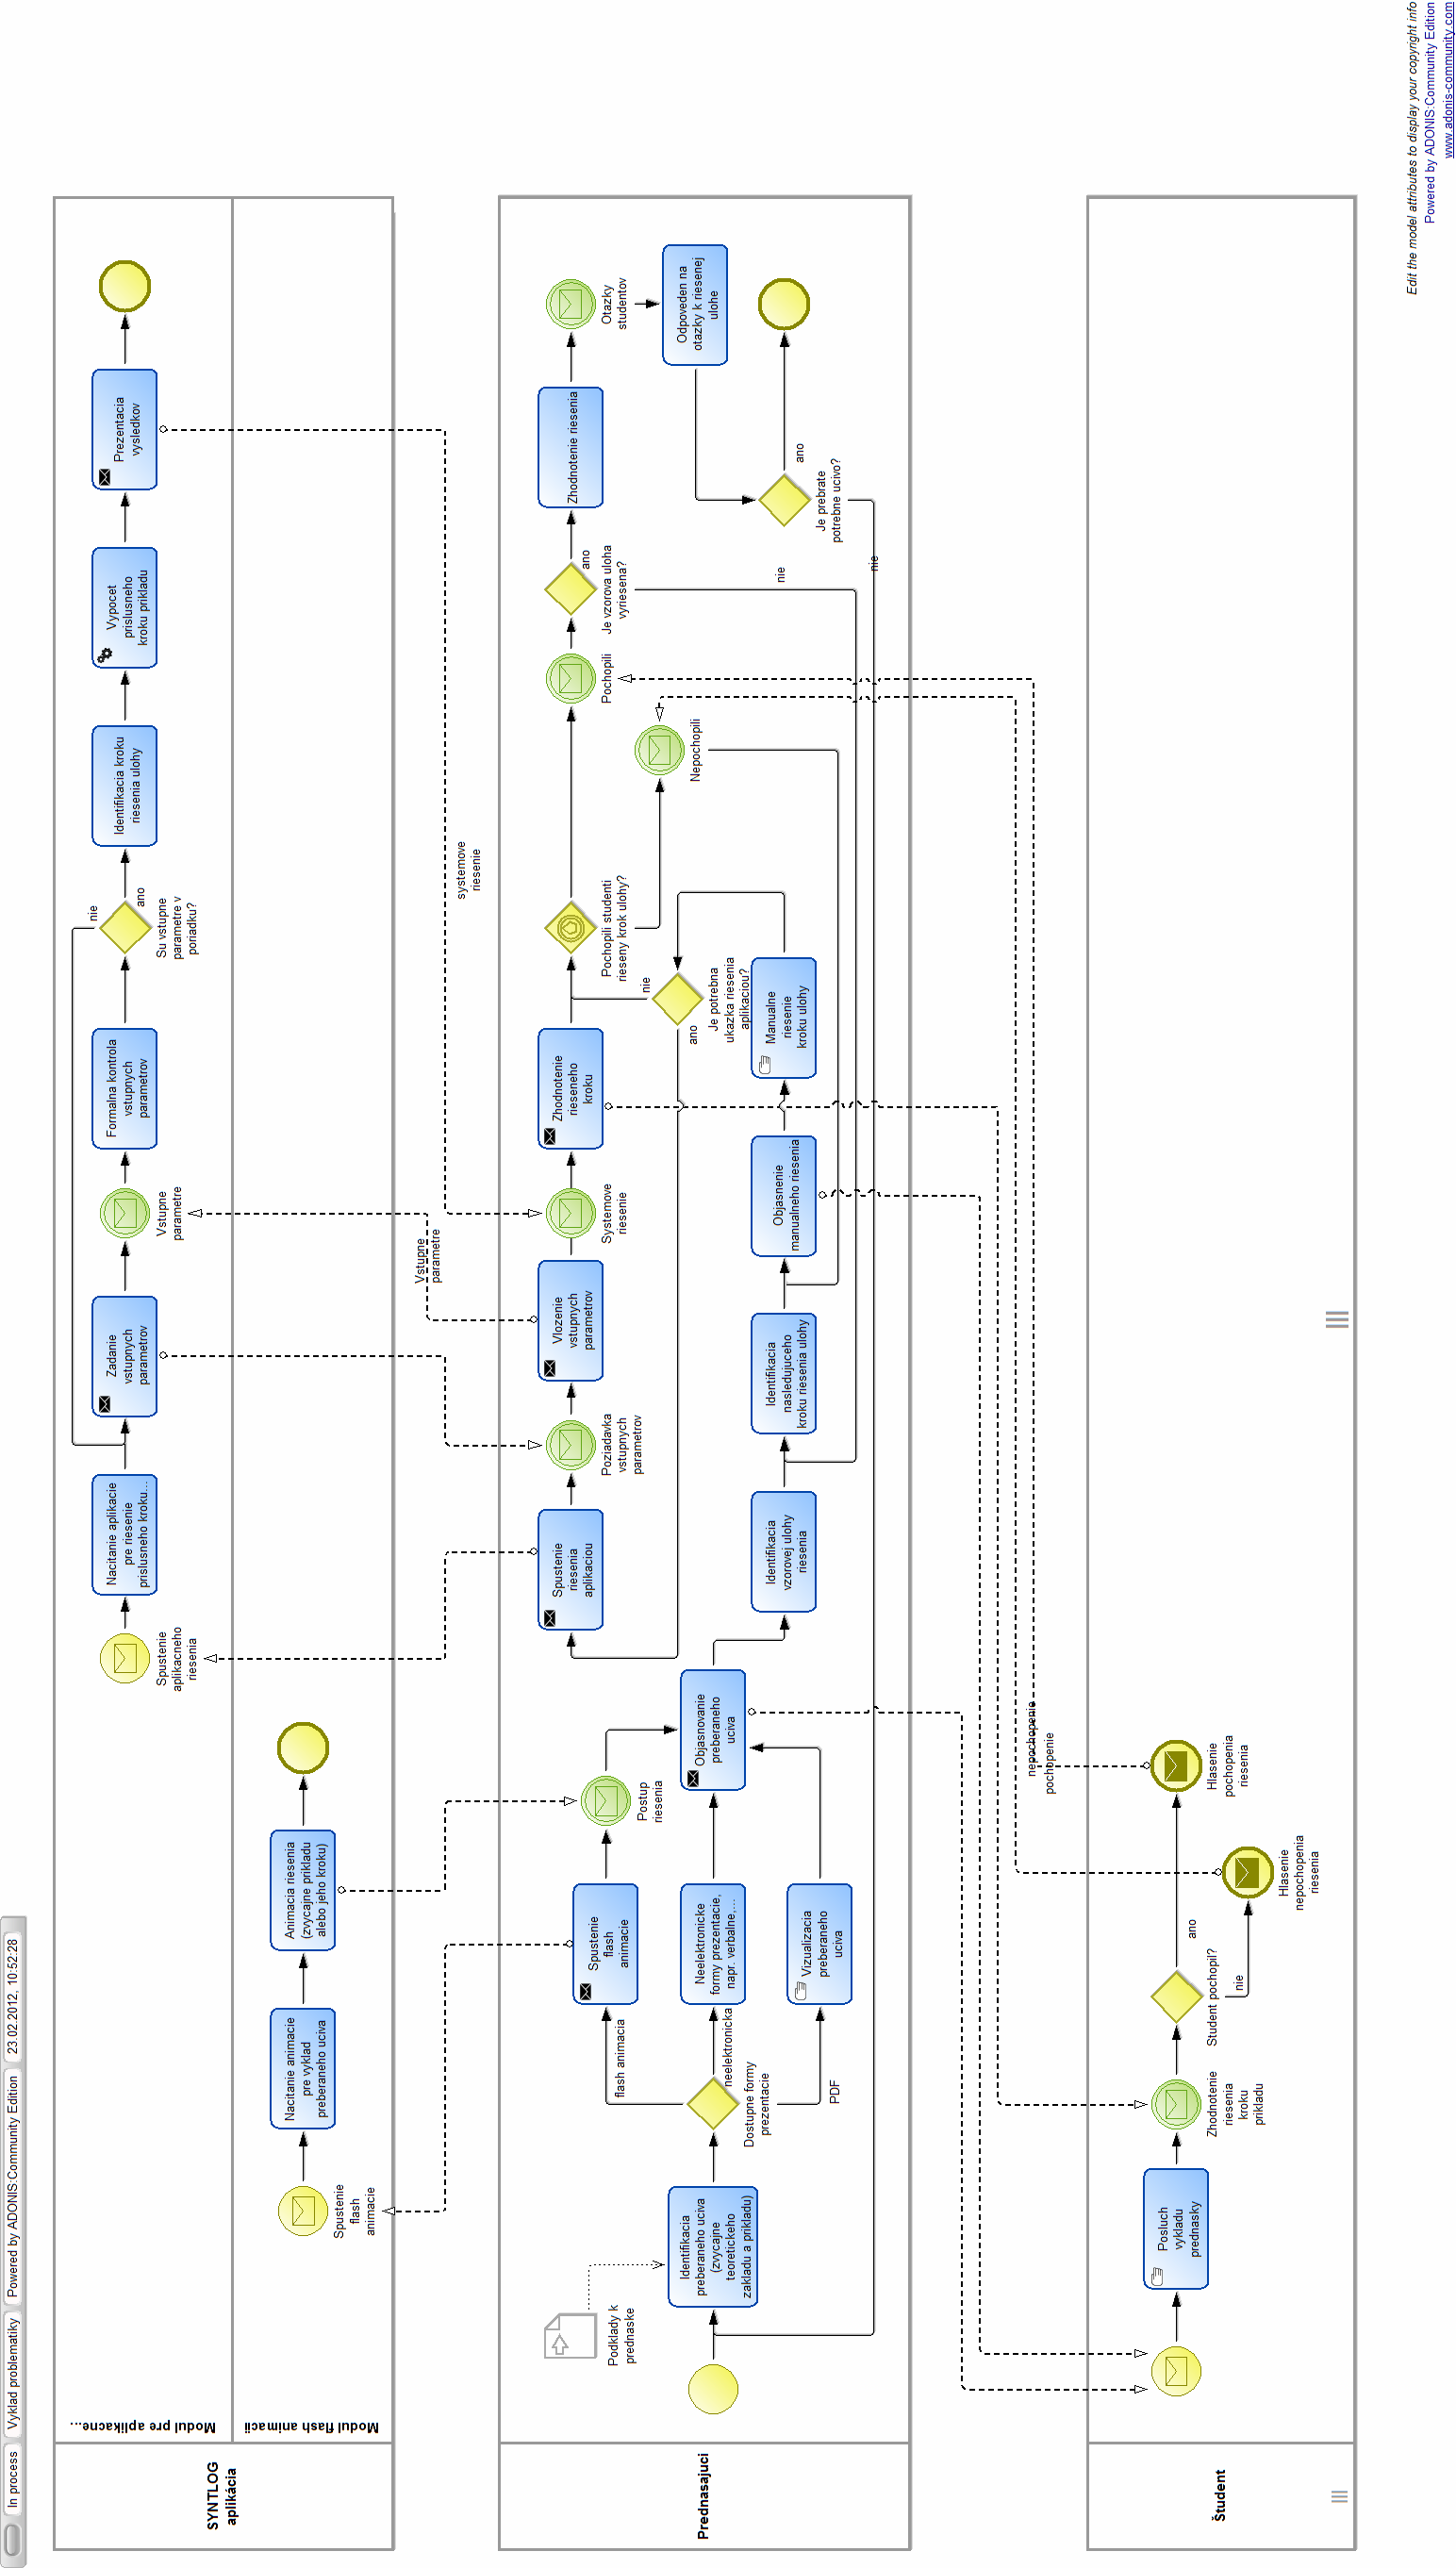 In process
Vyklad problematiky
Powered by ADONIS:Community Edition
23.02.2012, 10:52:28
SYNTLOG
aplikácia
Modul pre aplikacne...
Spustenie
aplikacneho
riesenia
Nacitanie aplikacie
pre riesenie
prislusneho kroku...
Zadanie
vstupnych
parametrov
Vstupne
parametre
Formalna kontrola
vstupnych
parametrov
nie
ano
Su vstupne
parametre v
poriadku?
Identifikacia kroku
riesenia ulohy
Vypocet
prislusneho
kroku prikladu
Prezentacia
vysledkov
Modul flash animacii
Spustenie
flash
animacie
Nacitanie animacie
pre vyklad
preberaneho uciva
Animacia riesenia
(zvycajne prikladu
alebo jeho kroku)
Vstupne
parametre
systemove
riesenie
Prednasajuci
Podklady k
prednaske
Identifikacia
preberaneho uciva
(zvycajne
teoretickeho
zakladu a prikladu)
Dostupne formy
prezentacie
flash animacia
neelektronicka
PDF
Spustenie
flash
animacie
Neelektronicke
formy prezentacie,
napr. verbalne,...
Vizualizacia
preberaneho
uciva
Postup
riesenia
Objasnovanie
preberaneho
uciva
Identifikacia
vzorovej ulohy
riesenia
Identifikacia
nasledujuceho
kroku riesenia ulohy
Objasnenie
manualneho riesenia
Manualne
riesenie
kroku ulohy
Je potrebna
ukazka riesenia
aplikaciou?
ano
nie
Spustenie
riesenia
aplikaciou
Poziadavka
vstupnych
parametrov
Vlozenie
vstupnych
parametrov
Systemove
riesenie
Zhodnotenie
rieseneho
kroku
Pochopili studenti
rieseny krok ulohy?
Nepochopili
Pochopili
Je vzorova uloha
vyriesena?
ano
nie
Zhodnotenie riesenia
Otazky
studentov
Odpoveden na
otazky k riesenej
ulohe
Je prebrate
potrebne ucivo?
ano
nie
nepochopenie
pochopenie
Študent
Posluch
vykladu
prednasky
Zhodnotenie
riesenia
kroku
prikladu
Student pochopil?
ano
nie
Hlasenie
pochopenia
riesenia
Hlasenie
nepochopenia
riesenia
Edit the model attributes to display your copyright info
Powered by ADONIS:Community Edition
www.adonis-community.com